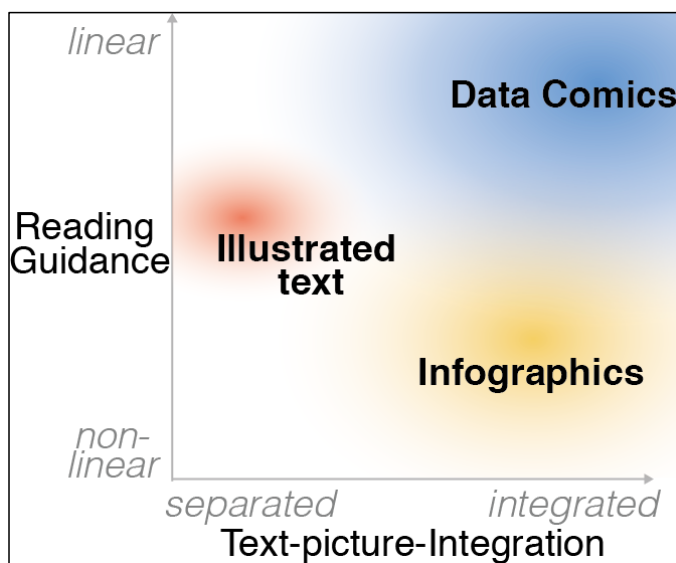 linear
Data Comics
Reading
Guidance
Illustrated
text
Infographics
non-
linear
separated
integrated
Text-picture-Integration